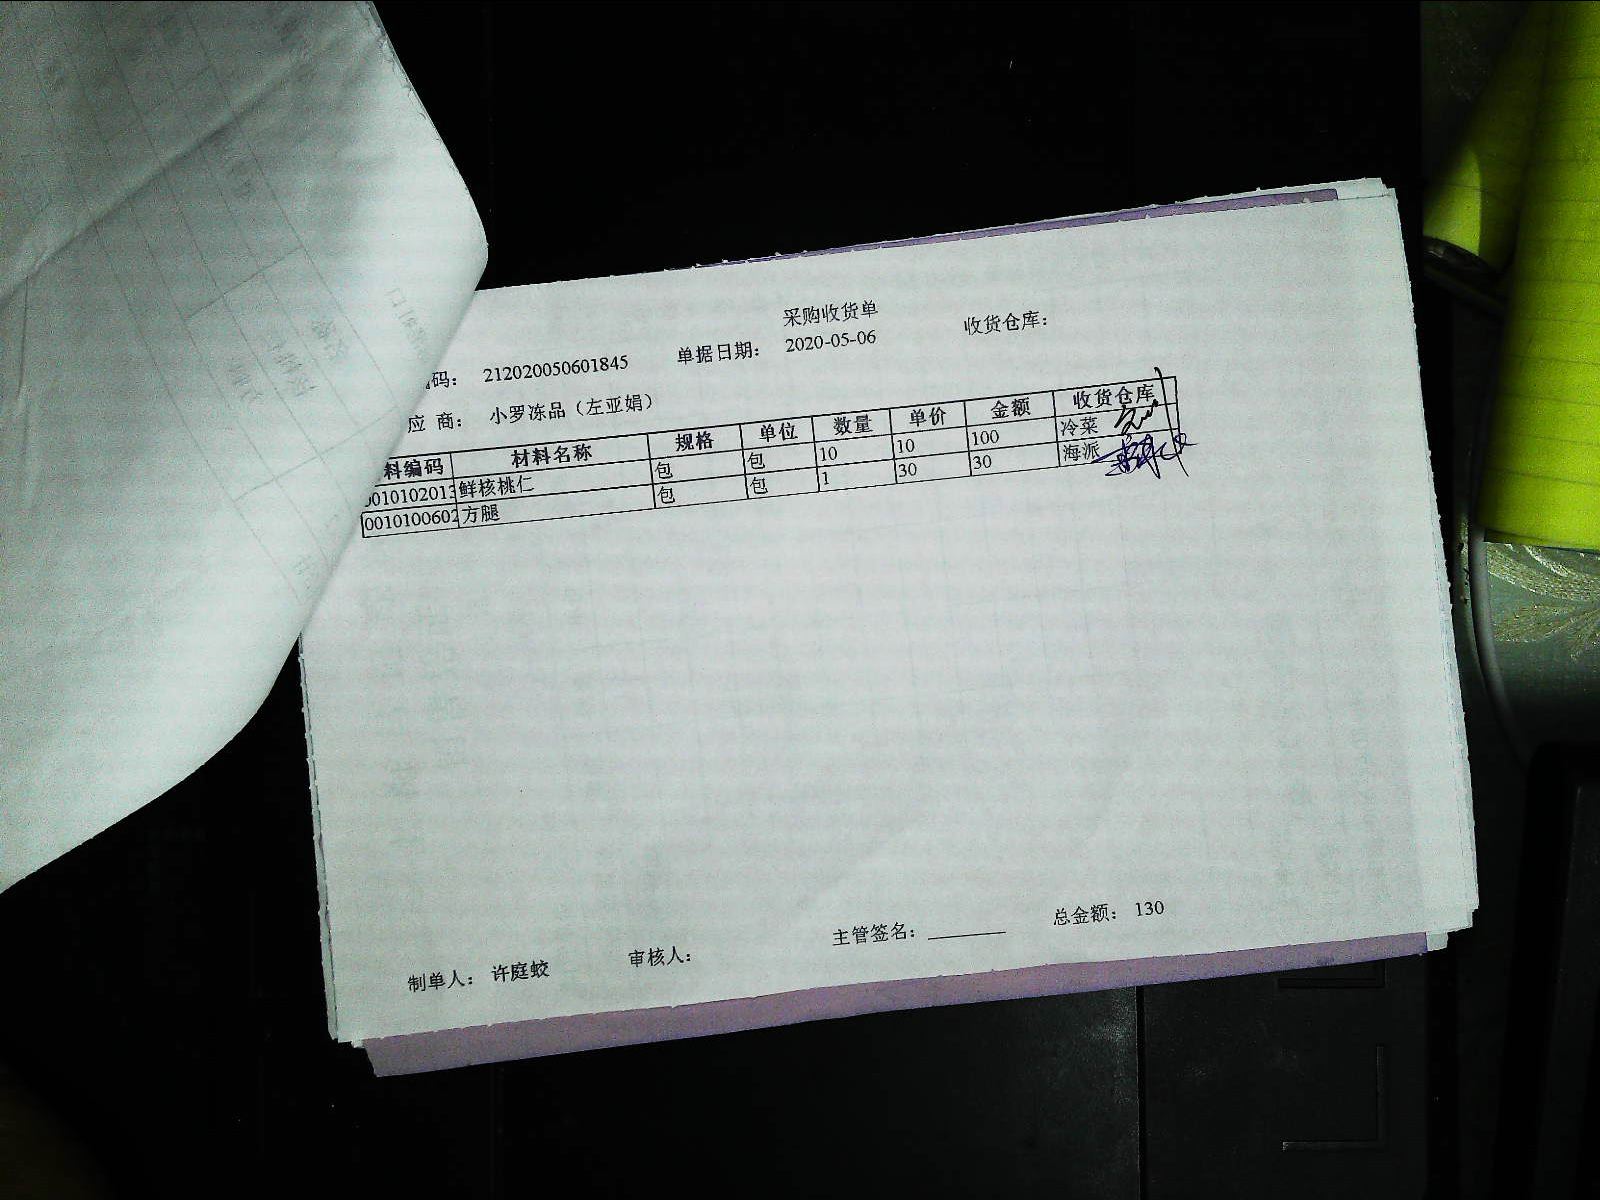 采购收货单
码： 212020050601845 单据日期： 2020-05-06 收货仓库：
应 商： 小罗冻品（左亚娟）
料编码 材料名称 规格 单位 数量 单价 金额 收货仓库
0010102013 鲜核桃仁 包 包 10 10 100 冷菜
0010100602 方腿 包 包 1 30 30 海派
制单人： 许庭蛟 审核人： 主管签名： 总金额： 130